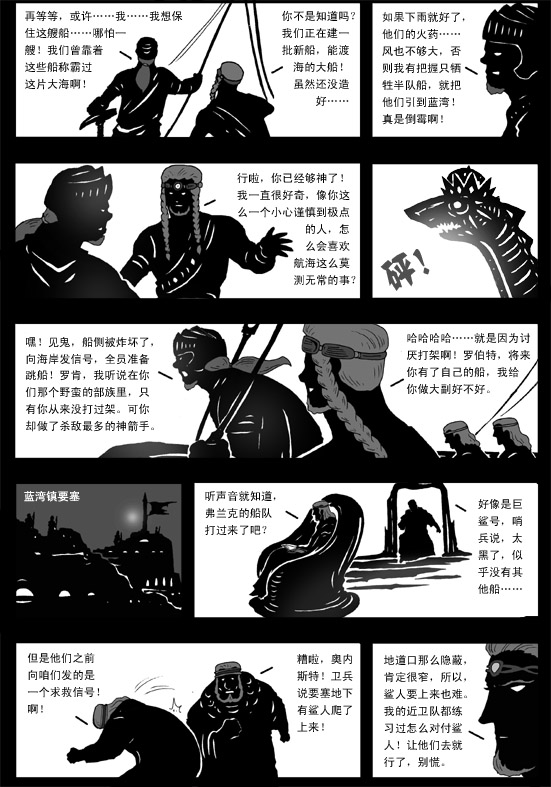 再等等，或许……我……我想保
住这艘船……哪怕一
艘！我们曾靠着
这些船称霸过
这片大海啊！
你不是知道吗？
我们正在建一
批新船，能渡
海的大船！
虽然还没造
好……
如果下雨就好了，
他们的火药……
风也不够大，否
则我有把握只牺
牲半队船，就把
他们引到蓝湾！
真是倒霉啊！
行啦，你已经够神了！
我一直很好奇，像你这
么一个小心谨慎到极点
的人，怎
么会喜欢
航海这么莫
测无常的事？
砰！
嘿！见鬼，船侧被炸坏了，
向海岸发信号，全员准备
跳船！罗肯，我听说在你
们那个野蛮的部族里，只
有你从来没打过架。可你
却做了杀敌最多的神箭手。
哈哈哈哈……就是因为讨
厌打架啊！罗伯特，将来
你有了自己的船，我给
你做大副好不好。
蓝湾镇要塞
听声音就知道，
弗兰克的船队
打过来了吧？
好像是巨
鲨号，哨
兵说，太
黑了，似
乎没有其
他船……
但是他们之前
向咱们发的是
一个求救信号！
啊！
糟啦，奥内
斯特！卫兵
说要塞地下
有鲨人爬了
上来！
地道口那么隐蔽，
肯定很窄，所以，
鲨人要上来也难。
我的近卫队都练
习过怎么对付鲨
人！让他们去就
行了，别慌。